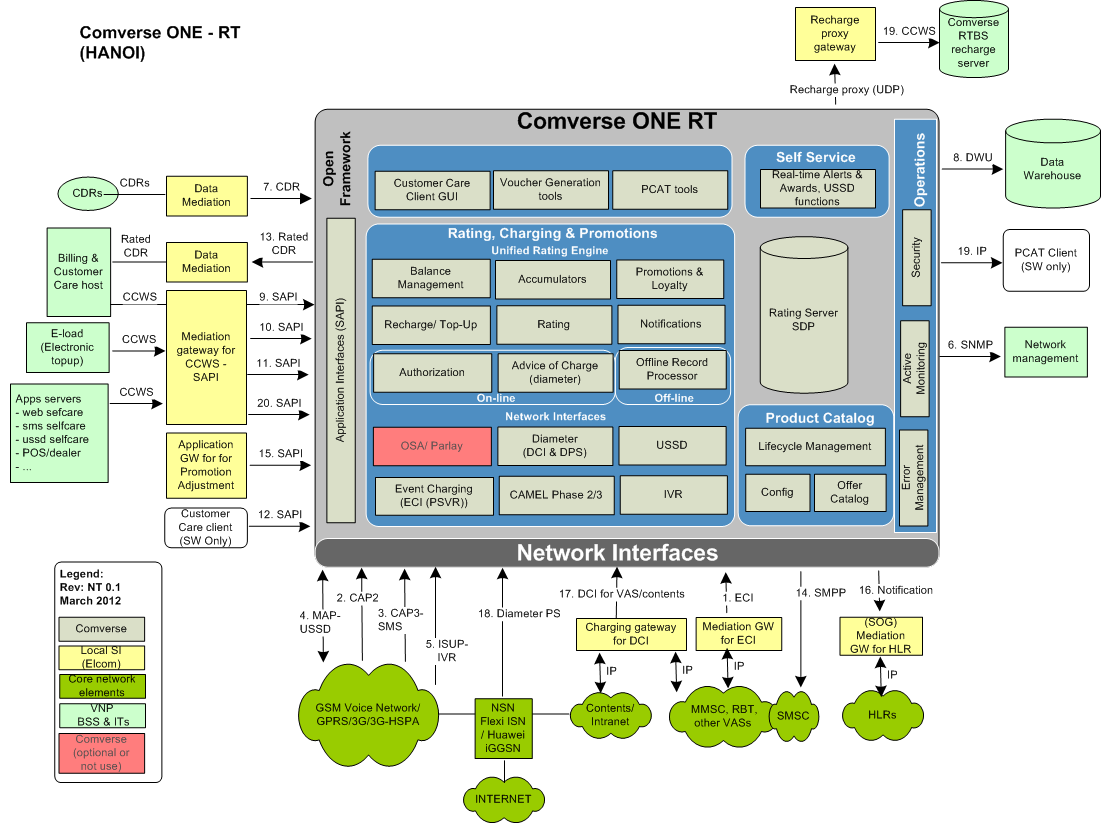 Comverse ONE - RT
(HANOI)
Recharge
proxy
gateway
19. CCWS
Comverse
RTBS
recharge
server
Recharge proxy (UDP)
Comverse ONE RT
Open
Framework
Operations
CDRs
CDRs
Data
Mediation
7. CDR
Customer Care
Client GUI
Voucher Generation
tools
PCAT tools
Self Service
Real-time Alerts &
Awards, USSD
functions
8. DWU
Data
Warehouse
Billing &
Customer
Care host
Rated
CDR
Data
Mediation
13. Rated
CDR
CCWS
E-load
(Electronic
topup)
CCWS
Apps servers
- web sefcare
- sms selfcare
- ussd selfcare
- POS/dealer
- ...
CCWS
Mediation
gateway for
CCWS -
SAPI
9. SAPI
10. SAPI
11. SAPI
20. SAPI
Application
GW for for
Promotion
Adjustment
15. SAPI
Customer
Care client
(SW Only)
12. SAPI
Application Interfaces (SAPI)
Rating, Charging & Promotions
Unified Rating Engine
Balance
Management
Accumulators
Promotions &
Loyalty
Recharge/ Top-Up
Rating
Notifications
Authorization
Advice of Charge
(diameter)
Offline Record
Processor
On-line
Off-line
Network Interfaces
OSA/ Parlay
Diameter
(DCI & DPS)
USSD
Event Charging
(ECI (PSVR))
CAMEL Phase 2/3
IVR
Rating Server
SDP
Product Catalog
Lifecycle Management
Config
Offer
Catalog
Security
Active
Monitoring
Error
Management
19. IP
PCAT Client
(SW only)
6. SNMP
Network
management
Network Interfaces
Legend:
Rev: NT 0.1
March 2012
Comverse
Local SI
(Elcom)
Core network
elements
VNP
BSS & ITs
Comverse
(optional or
not use)
4. MAP-
USSD
2. CAP2
3. CAP3-
SMS
5. ISUP-
IVR
18. Diameter PS
17. DCI for VAS/contents
1. ECI
14. SMPP
16. Notification
Charging gateway
for DCI
Mediation GW
for ECI
(SOG)
Mediation
GW for HLR
IP
IP
IP
IP
GSM Voice Network/
GPRS/3G/3G-HSPA
NSN
Flexi ISN
/ Huawei
iGGSN
Contents/
Intranet
MMSC, RBT,
other VASs
SMSC
HLRs
INTERNET